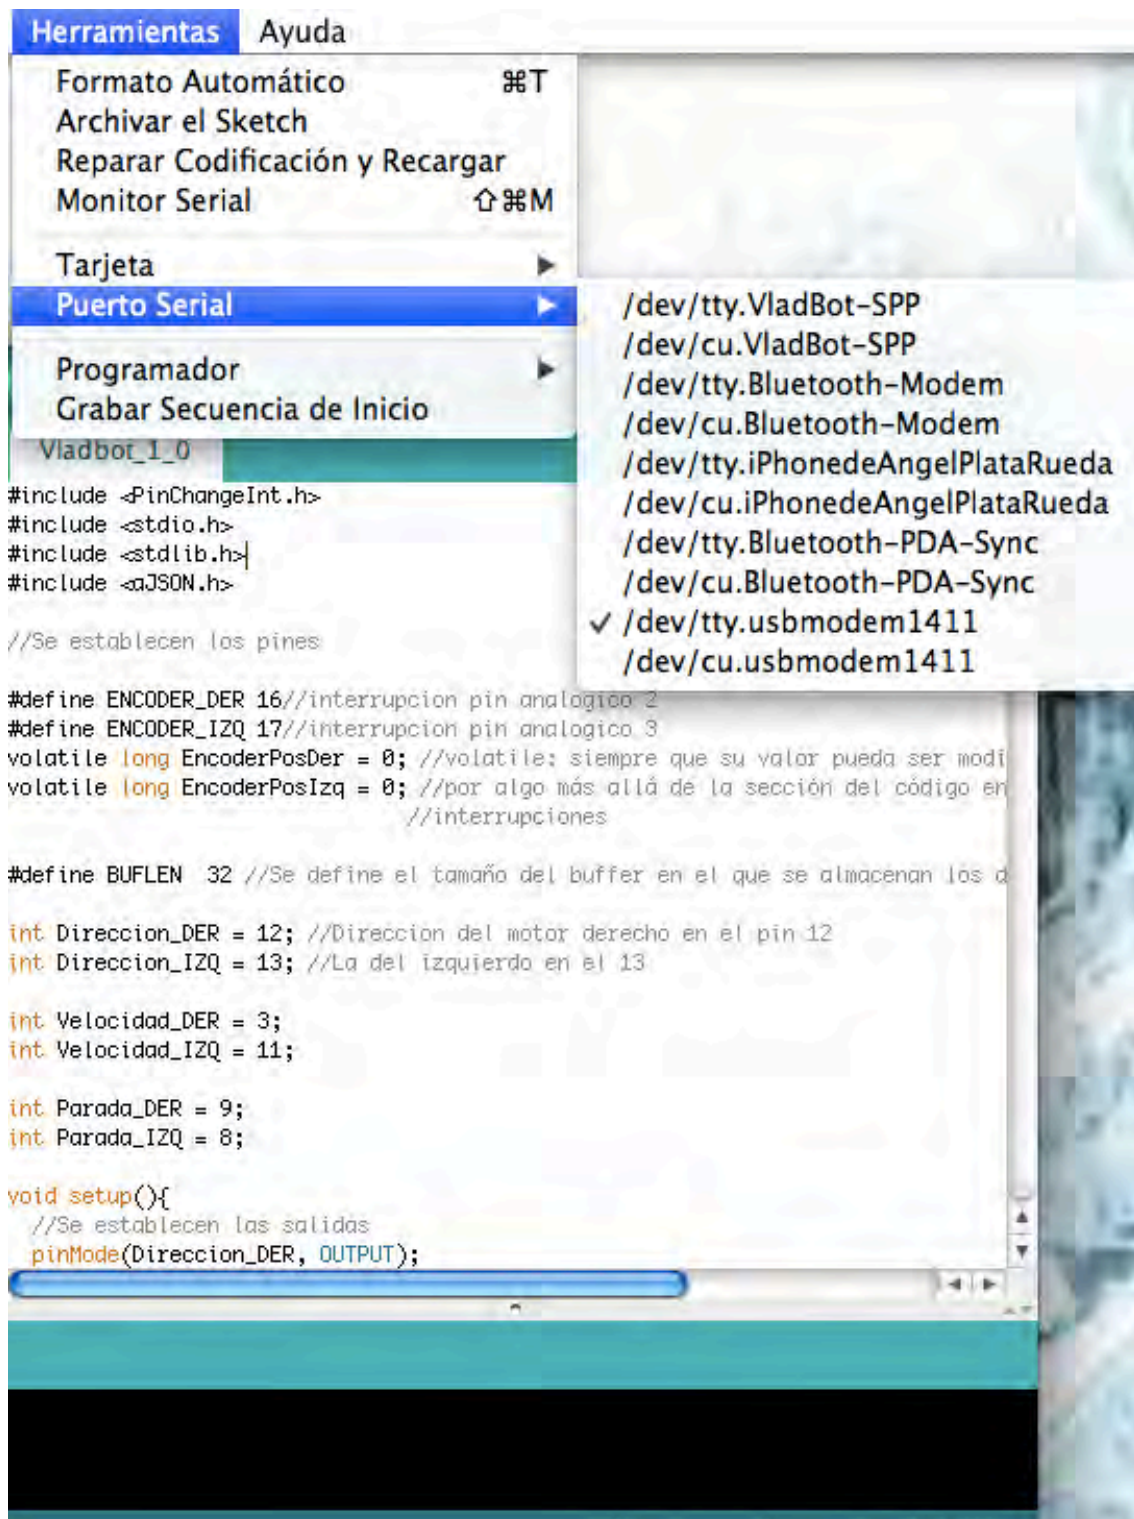 Herramientas Ayuda
Formato Automático ⌘T
Archivar el Sketch
Reparar Codificación y Recargar
Monitor Serial ⇧⌘M
Tarjeta ▶
Puerto Serial ▶
Programador ▶
Grabar Secuencia de Inicio
/dev/tty.VladBot-SPP
/dev/cu.VladBot-SPP
/dev/tty.Bluetooth-Modem
/dev/cu.Bluetooth-Modem
/dev/tty.iPhonedeAngelPlataRueda
/dev/cu.iPhonedeAngelPlataRueda
/dev/tty.Bluetooth-PDA-Sync
/dev/cu.Bluetooth-PDA-Sync
✓ /dev/tty.usbmodem1411
/dev/cu.usbmodem1411
Vladbot_1_0
#include <PinChangeInt.h>
#include <stdio.h>
#include <stdlib.h>
#include <aJSON.h>
//Se establecen los pines
#define ENCODER_DER 16//interrupcion pin analogico 2
#define ENCODER_IZQ 17//interrupcion pin analogico 3
volatile long EncoderPosDer = 0; //volatile: siempre que su valor pueda ser modi
volatile long EncoderPosIzq = 0; //por algo más allá de la sección del código en
//interrupciones
#define BUFLEN 32 //Se define el tamaño del buffer en el que se almacenan los d
int Direccion_DER = 12; //Direccion del motor derecho en el pin 12
int Direccion_IZQ = 13; //La del izquierdo en el 13
int Velocidad_DER = 3;
int Velocidad_IZQ = 11;
int Parada_DER = 9;
int Parada_IZQ = 8;
void setup(){
//Se establecen las salidas
pinMode(Direccion_DER, OUTPUT);